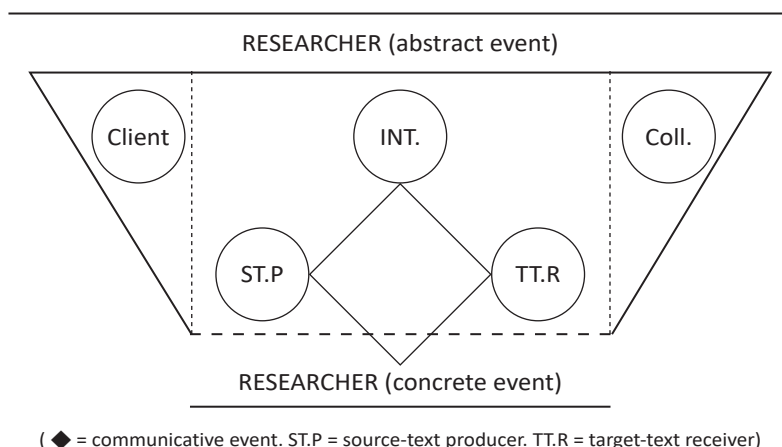 RESEARCHER (abstract event)
Client INT. Coll.
ST.P TT.R
RESEARCHER (concrete event)
( ◆ = communicative event. ST.P = source-text producer. TT.R = target-text receiver)